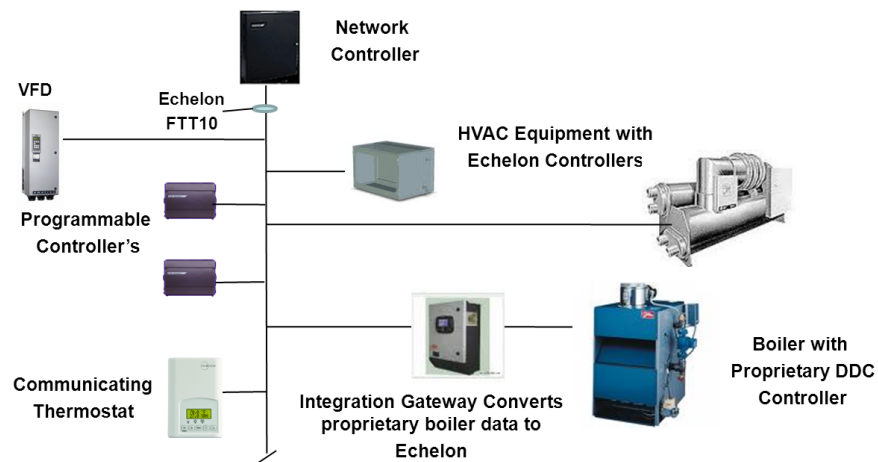 Network
Controller
VFD
Echelon
FTT10
HVAC Equipment with
Echelon Controllers
Programmable
Controller's
Communicating
Thermostat
Integration Gateway Converts
proprietary boiler data to
Echelon
Boiler with
Proprietary DDC
Controller